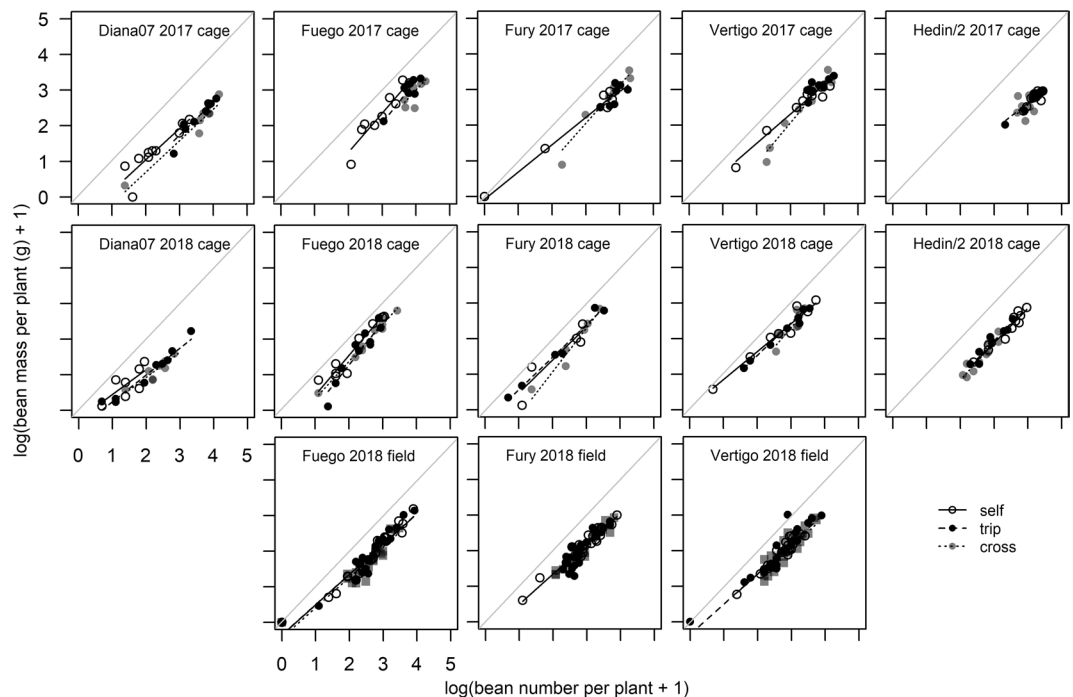 Diana07 2017 cage
Fuego 2017 cage
Fury 2017 cage
Vertigo 2017 cage
Hedin/2 2017 cage
5
4
3
2
1
0
log(bean mass per plant (g) + 1)
Diana07 2018 cage
Fuego 2018 cage
Fury 2018 cage
Vertigo 2018 cage
Hedin/2 2018 cage
0 1 2 3 4 5
Fuego 2018 field
Fury 2018 field
Vertigo 2018 field
self
trip
cross
0 1 2 3 4 5
log(bean number per plant + 1)